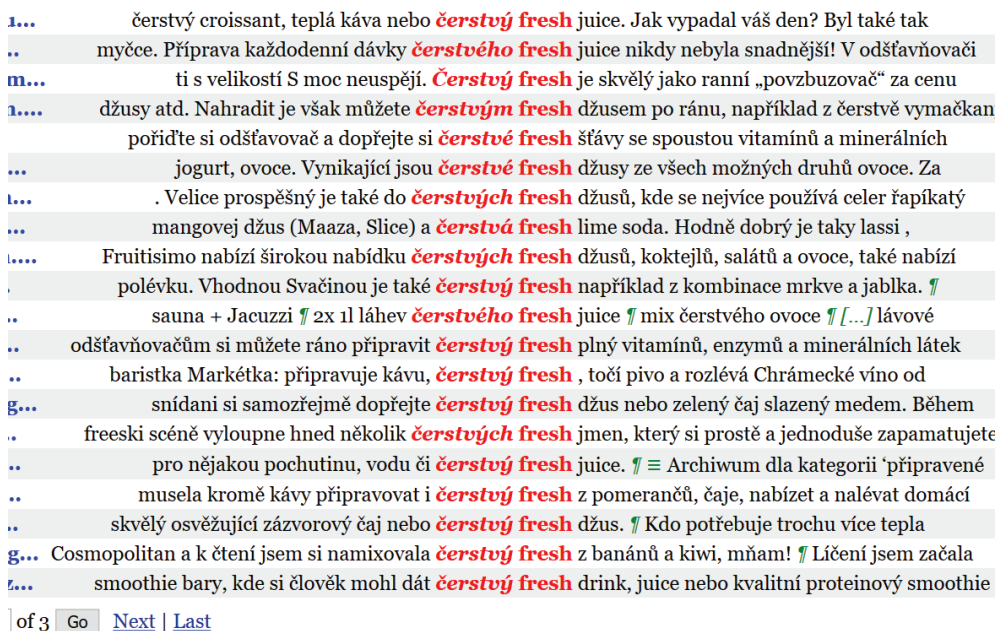 u... čerstvý croissant, teplá káva nebo čerstvý fresh juice. Jak vypadal váš den? Byl také tak
.. myčce. Příprava každodenní dávky čerstvého fresh juice nikdy nebyla snadnější! V odšťavňovači
m... ti s velikostí S moc neuspějí. Čerstvý fresh je skvělý jako ranní „povzbuzovač“ za cenu
.... džusy atd. Nahradit je však můžete čerstvým fresh džusem po ránu, například z čerstvě vymačkan
pořiďte si odšťavovač a dopřejte si čerstvé fresh šťávy se spoustou vitamínů a minerálních
... jogurt, ovoce. Vynikající jsou čerstvé fresh džusy ze všech možných druhů ovoce. Za
... . Velice prospěšný je také do čerstvých fresh džusů, kde se nejvíce používá celer řapíkatý
... mangovej džus (Maaza, Slice) a čerstvá fresh lime soda. Hodně dobrý je taky lassi ,
.... Fruitisimo nabízí širokou nabídku čerstvých fresh džusů, koktejlů, salátů a ovoce, také nabízí
. polévku. Vhodnou Svačinou je také čerstvý fresh například z kombinace mrkve a jablka. ¶
.. sauna + Jacuzzi ¶ 2x 1l láhev čerstvého fresh juice ¶ mix čerstvého ovoce ¶ [...] lávové
.. odšťavňovačům si můžete ráno připravit čerstvý fresh plný vitamínů, enzymů a minerálních látek
.. baristka Markétka: připravuje kávu, čerstvý fresh , točí pivo a rozlévá Chrámecké víno od
g... snídani si samozřejmě dopřejte čerstvý fresh džus nebo zelený čaj slazený medem. Během
.. freeski scéně vyloupne hned několik čerstvých fresh jmen, který si prostě a jednoduše zapamatujete
.. pro nějakou pochutinu, vodu či čerstvý fresh juice. ¶ ≡ Archiwum dla kategorii ‘připravené
.. musela kromě kávy připravovat i čerstvý fresh z pomerančů, čaje, nabízet a nalévat domácí
.. skvělý osvěžující zázvorový čaj nebo čerstvý fresh džus. ¶ Kdo potřebuje trochu více tepla
g... Cosmopolitan a k čtení jsem si namixovala čerstvý fresh z banánů a kiwi, mňam! ¶ Líčení jsem začala
z... smoothie bary, kde si člověk mohl dát čerstvý fresh drink, juice nebo kvalitní proteinový smoothie
of 3 Go Next | Last